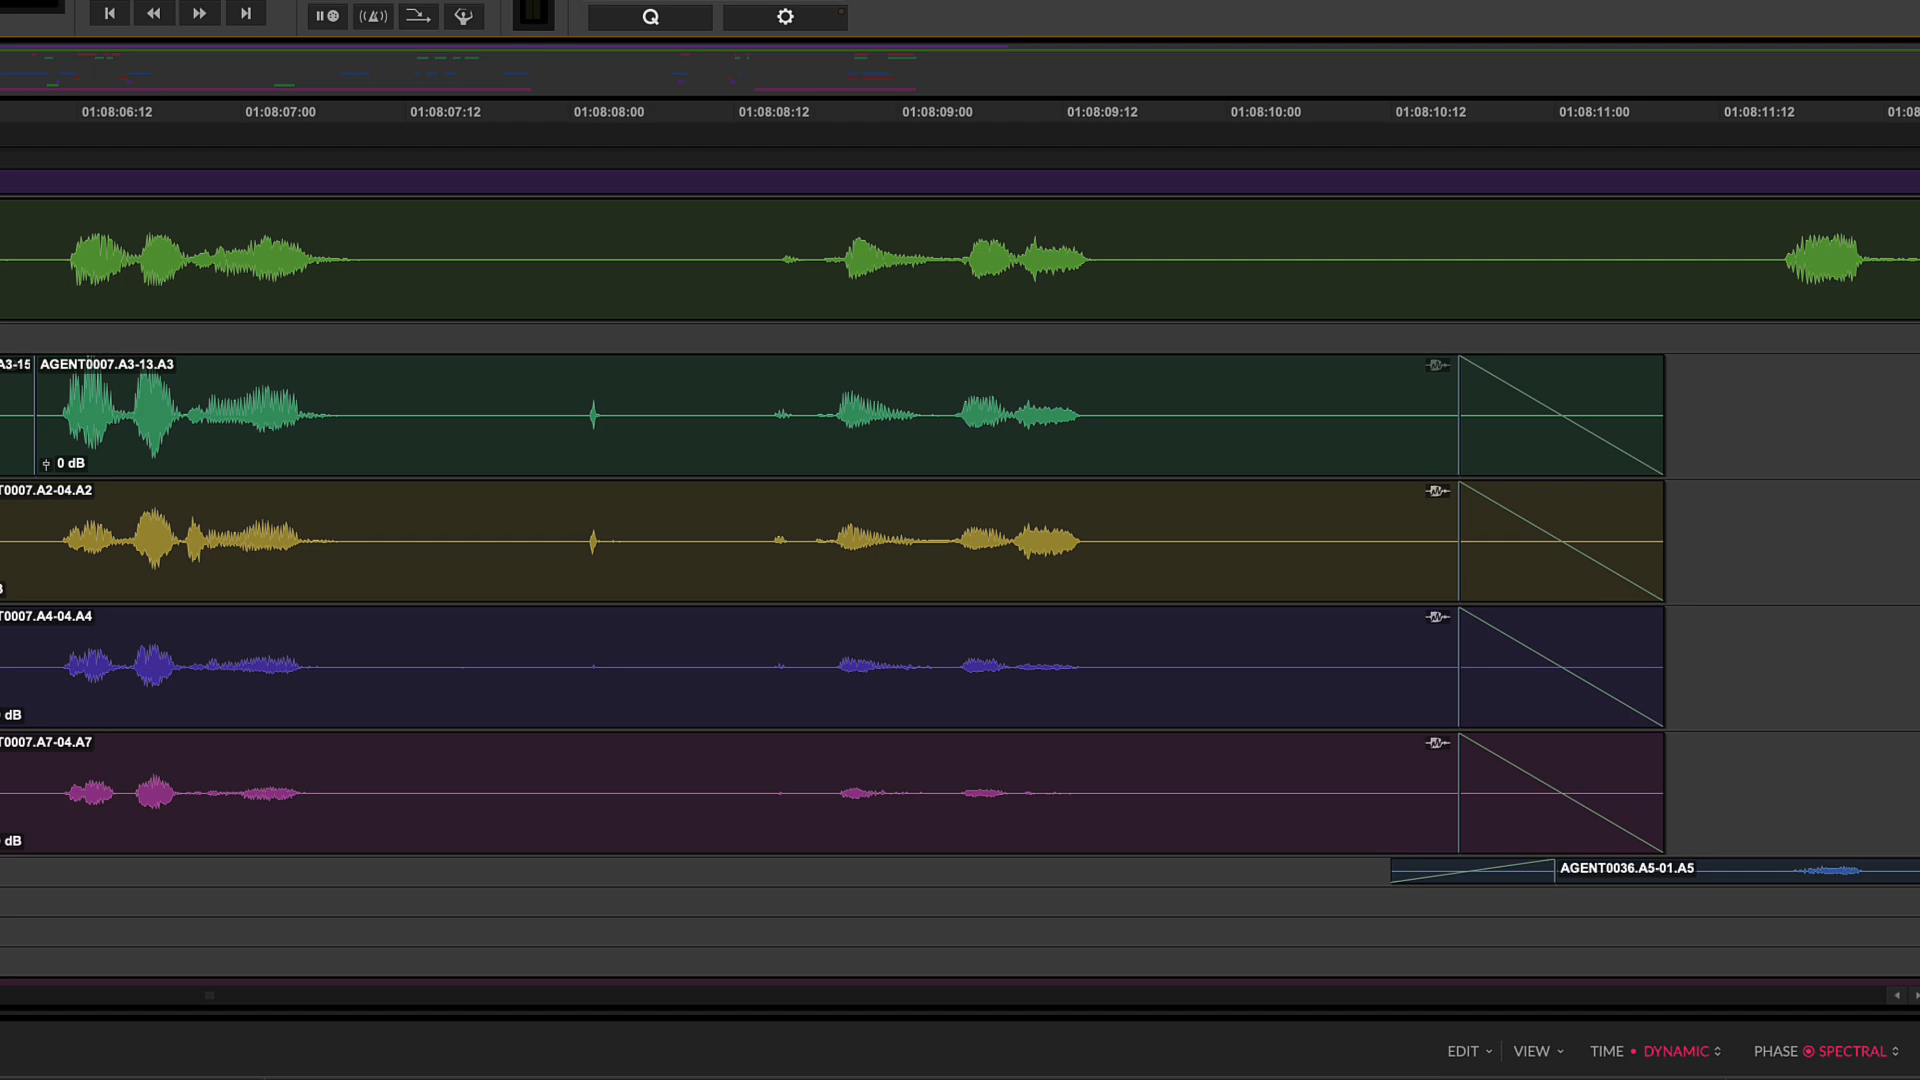 01:08:06:12 01:08:07:00 01:08:07:12 01:08:08:00 01:08:08:12 01:08:09:00 01:08:09:12 01:08:10:00 01:08:10:12 01:08:11:00 01:08:11:12 01:08
A3-15 AGENT0007.A3-13.A3
0 dB
T0007.A2-04.A2
T0007.A4-04.A4
dB
T0007.A7-04.A7
dB
AGENT0036.A5-01.A5
EDIT VIEW TIME • DYNAMIC PHASE SPECTRAL